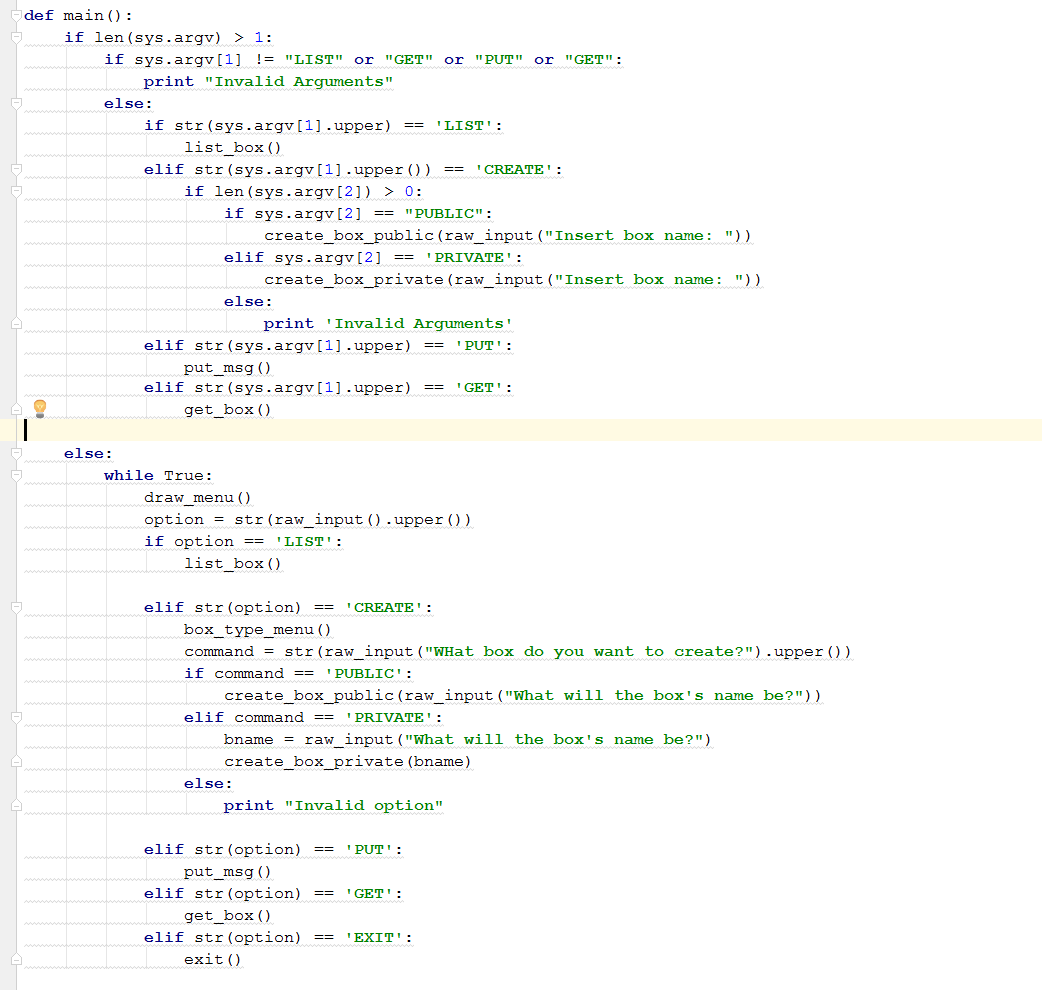 def main():
    if len(sys.argv) > 1:
        if sys.argv[1] != "LIST" or "GET" or "PUT" or "GET":
            print "Invalid Arguments"
        else:
            if str(sys.argv[1].upper) == 'LIST':
                list_box()
            elif str(sys.argv[1].upper()) == 'CREATE':
                if len(sys.argv[2]) > 0:
                    if sys.argv[2] == "PUBLIC":
                        create_box_public(raw_input("Insert box name: "))
                    elif sys.argv[2] == 'PRIVATE':
                        create_box_private(raw_input("Insert box name: "))
                    else:
                        print 'Invalid Arguments'
            elif str(sys.argv[1].upper) == 'PUT':
                put_msg()
            elif str(sys.argv[1].upper) == 'GET':
                get_box()
    else:
        while True:
            draw_menu()
            option = str(raw_input().upper())
            if option == 'LIST':
                list_box()
            elif str(option) == 'CREATE':
                box_type_menu()
                command = str(raw_input("WHat box do you want to create?").upper())
                if command == 'PUBLIC':
                    create_box_public(raw_input("What will the box's name be?"))
                elif command == 'PRIVATE':
                    bname = raw_input("What will the box's name be?")
                    create_box_private(bname)
                else:
                    print "Invalid option"
            elif str(option) == 'PUT':
                put_msg()
            elif str(option) == 'GET':
                get_box()
            elif str(option) == 'EXIT':
                exit()